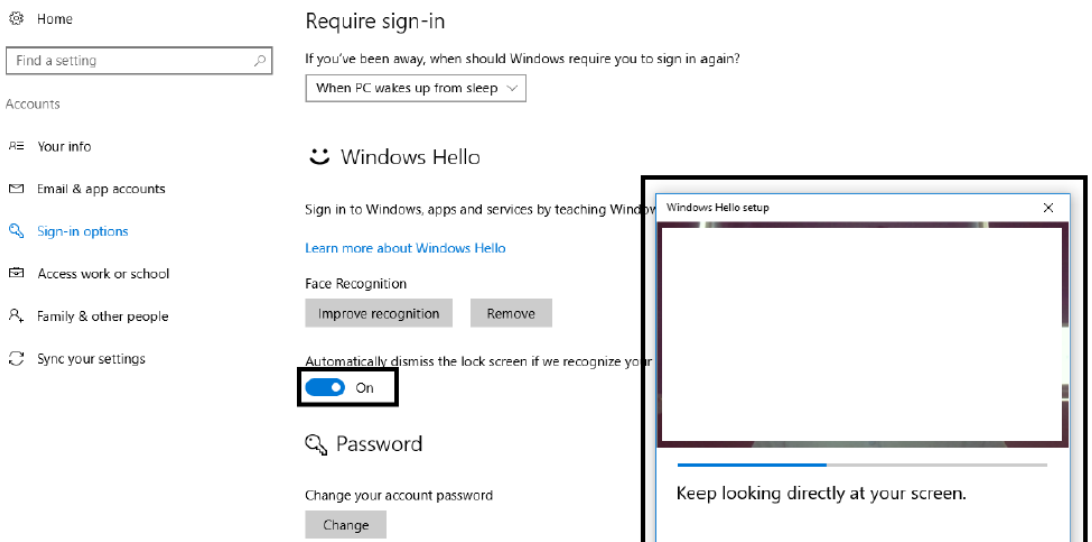 Home
Find a setting
Accounts
Your info
Email & app accounts
Sign-in options
Access work or school
Family & other people
Sync your settings
Require sign-in
If you've been away, when should Windows require you to sign in again?
When PC wakes up from sleep
Windows Hello
Sign in to Windows, apps and services by teaching Window
Learn more about Windows Hello
Face Recognition
Improve recognition Remove
Automatically dismiss the lock screen if we recognize your
On
Password
Change your account password
Change
Windows Hello setup
Keep looking directly at your screen.